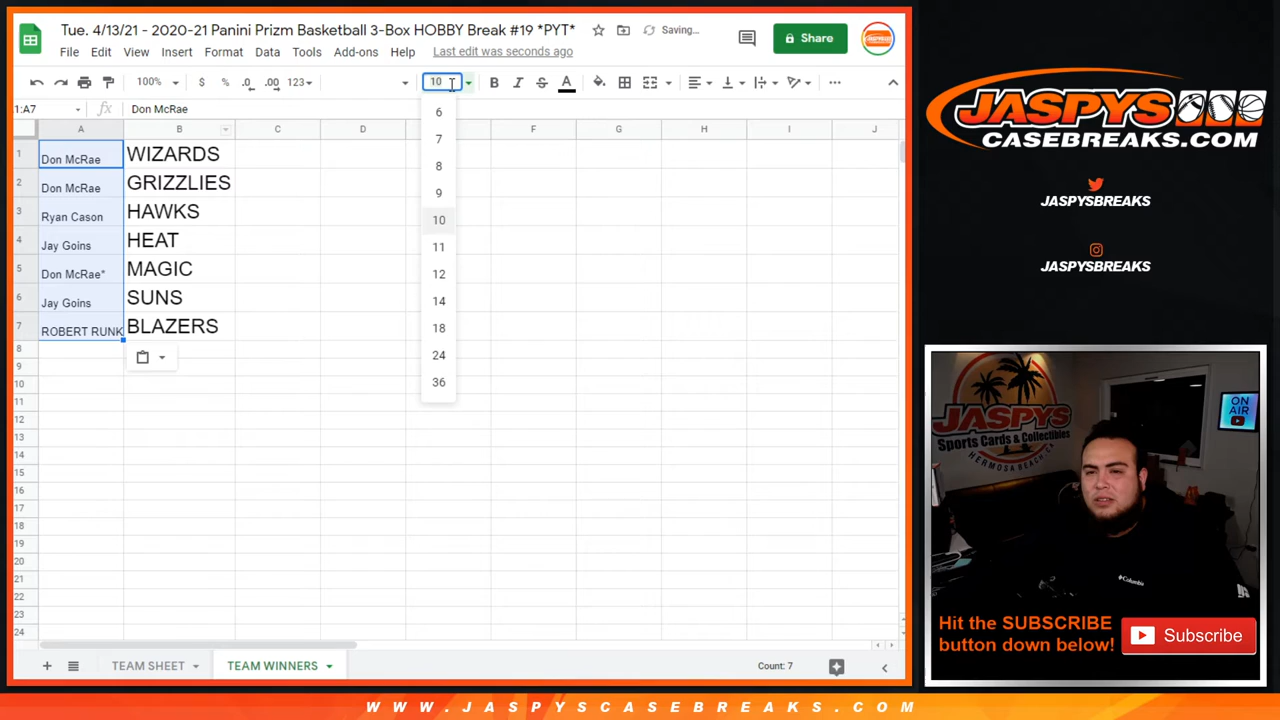 Tue. 4/13/21 - 2020-21 Panini Prizm Basketball 3-Box HOBBY Break #19 *PYT*
Saving...
Share
File Edit View Insert Format Data Tools Add-ons Help Last edit was seconds ago
100% $ % .0 .00 123 10 B I S A
1:A7 fx Don McRae
A B C D F G H I J
1 Don McRae WIZARDS
2 Don McRae GRIZZLIES
3 Ryan Cason HAWKS
4 Jay Goins HEAT
5 Don McRae* MAGIC
6 Jay Goins SUNS
7 ROBERT RUNK BLAZERS
8
9
10
11
12
13
14
15
16
17
18
19
20
21
22
23
24
6
7
8
9
10
11
12
14
18
24
36
TEAM SHEET TEAM WINNERS Count: 7
JASPYS
CASEBREAKS.COM
JASPYSBREAKS
JASPYSBREAKS
JASPYS
Sports Cards & Collectibles
HERMOSA BEACH - CA
ON
AIR
Columbia
Hit the SUBSCRIBE
button down below!
Subscribe
WWW.JASPYSCASEBREAKS.COM